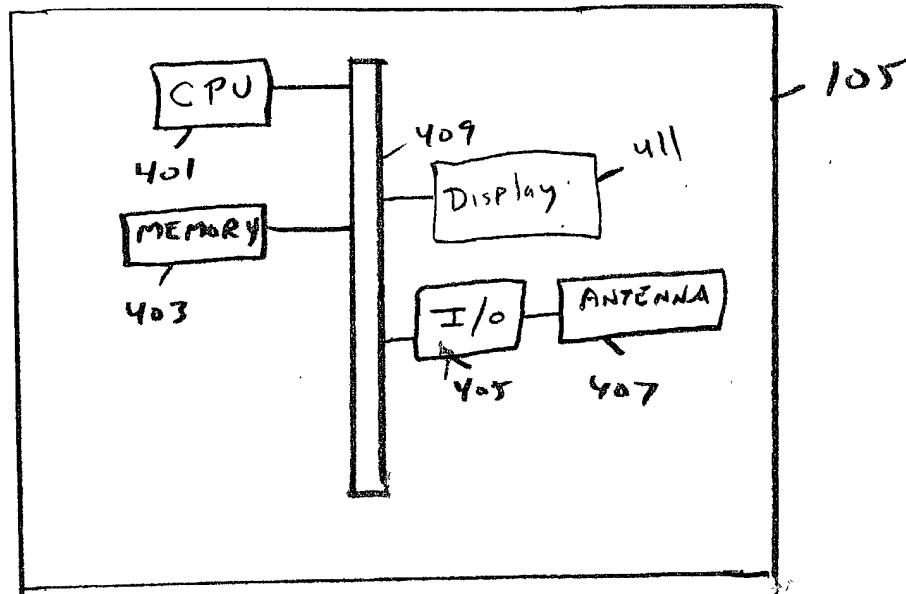 CPU
105
409
411
401
Display
MEMORY
403
I/O
ANTENNA
405
407